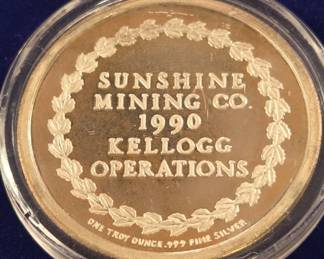 SUNSHINE
MINING CO.
1990
KELLOGG
OPERATIONS
ONE TROY OUNCE .999 FINE SILVER